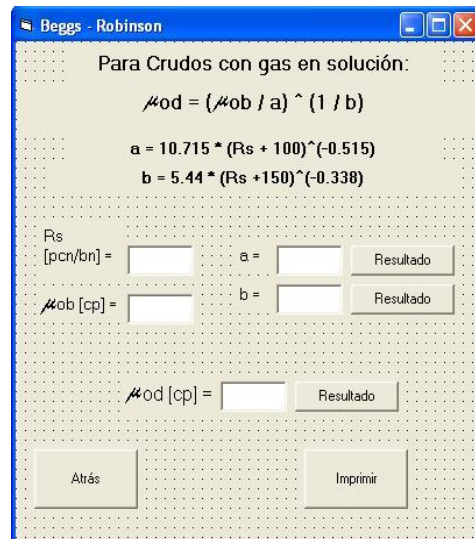 Beggs - Robinson
Para Crudos con gas en solución:
µod = (µob / a) ^ (1 / b)
a = 10.715 * (Rs + 100)^(-0.515)
b = 5.44 * (Rs +150)^(-0.338)
Rs
[pcn/bn] =
a =
Resultado
µob [cp] =
b =
Resultado
µod [cp] =
Resultado
Atrás
Imprimir